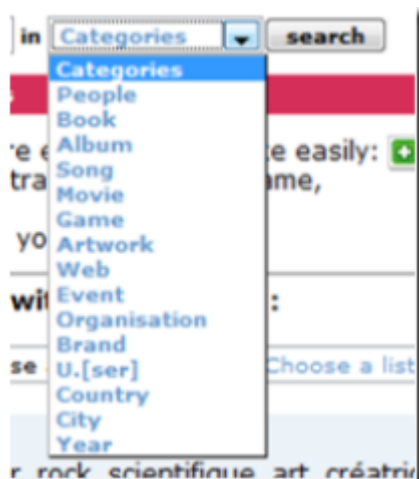 in Categories search
Categories
People
Book
Album
Song
Movie
Game
Artwork
Web
Event
Organisation
Brand
U.[ser]
Country
City
Year
easily:
yo
:
Choose a list
r rock scientifique art créatri